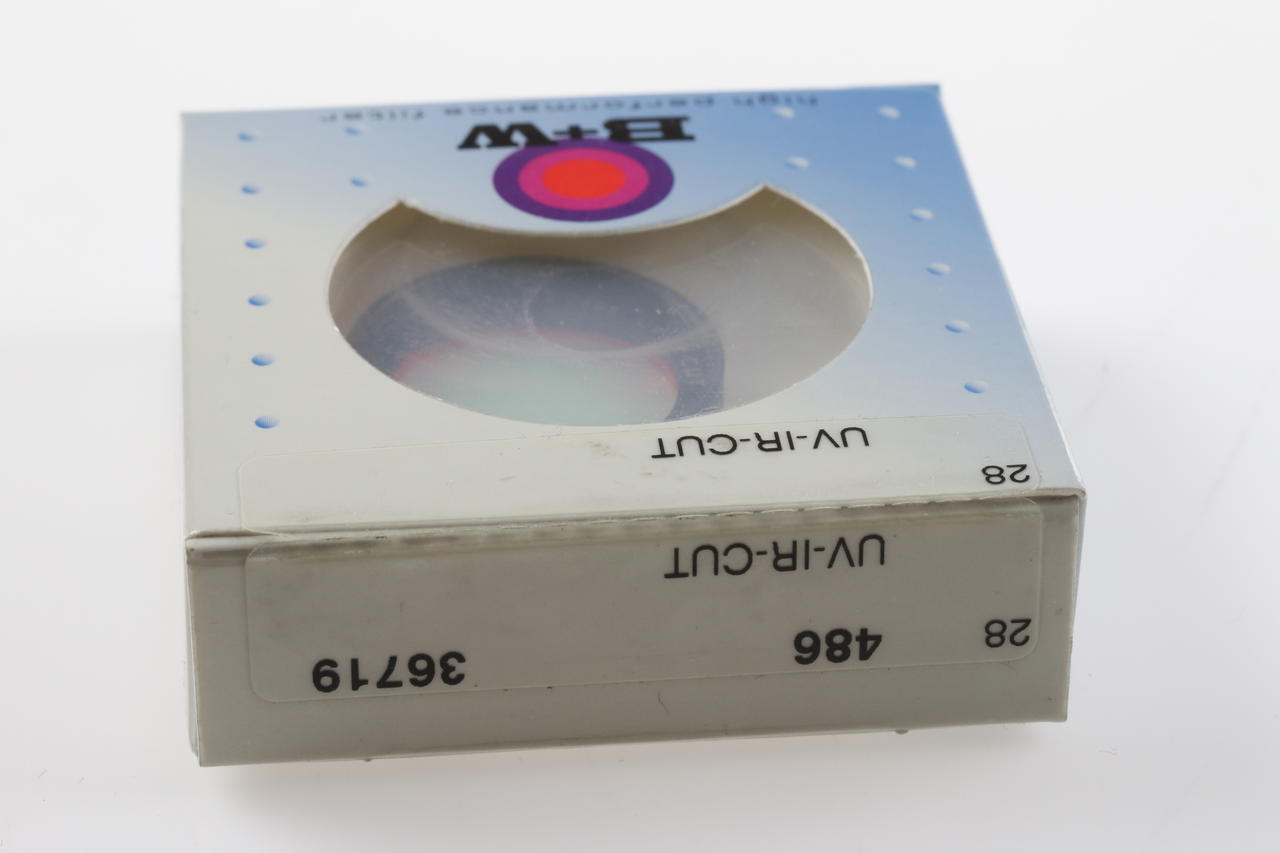 28 486 36719
UV-IR-CUT
28
UV-IR-CUT
B+W
high performance filter